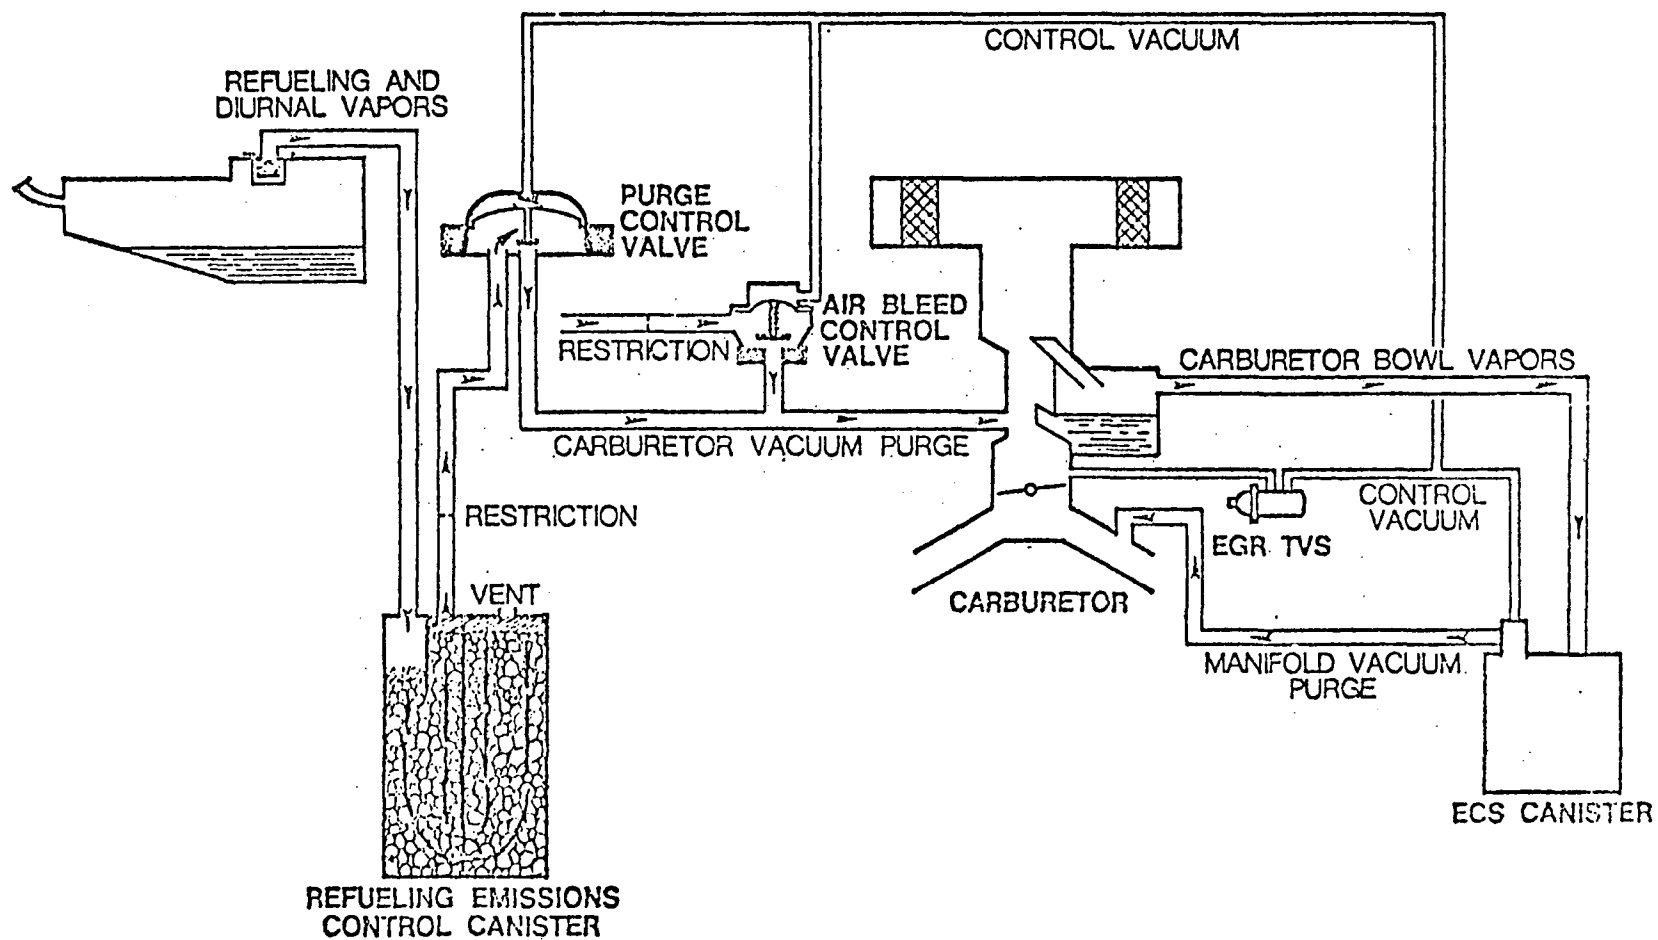 CONTROL VACUUM
REFUELING AND
DIURNAL VAPORS
PURGE
CONTROL
VALVE
AIR BLEED
CONTROL
VALVE
RESTRICTION
CARBURETOR BOWL VAPORS
CARBURETOR VACUUM PURGE
CONTROL
VACUUM
RESTRICTION
EGR TVS
VENT
CARBURETOR
MANIFOLD VACUUM
PURGE
ECS CANISTER
REFUELING EMISSIONS
CONTROL CANISTER